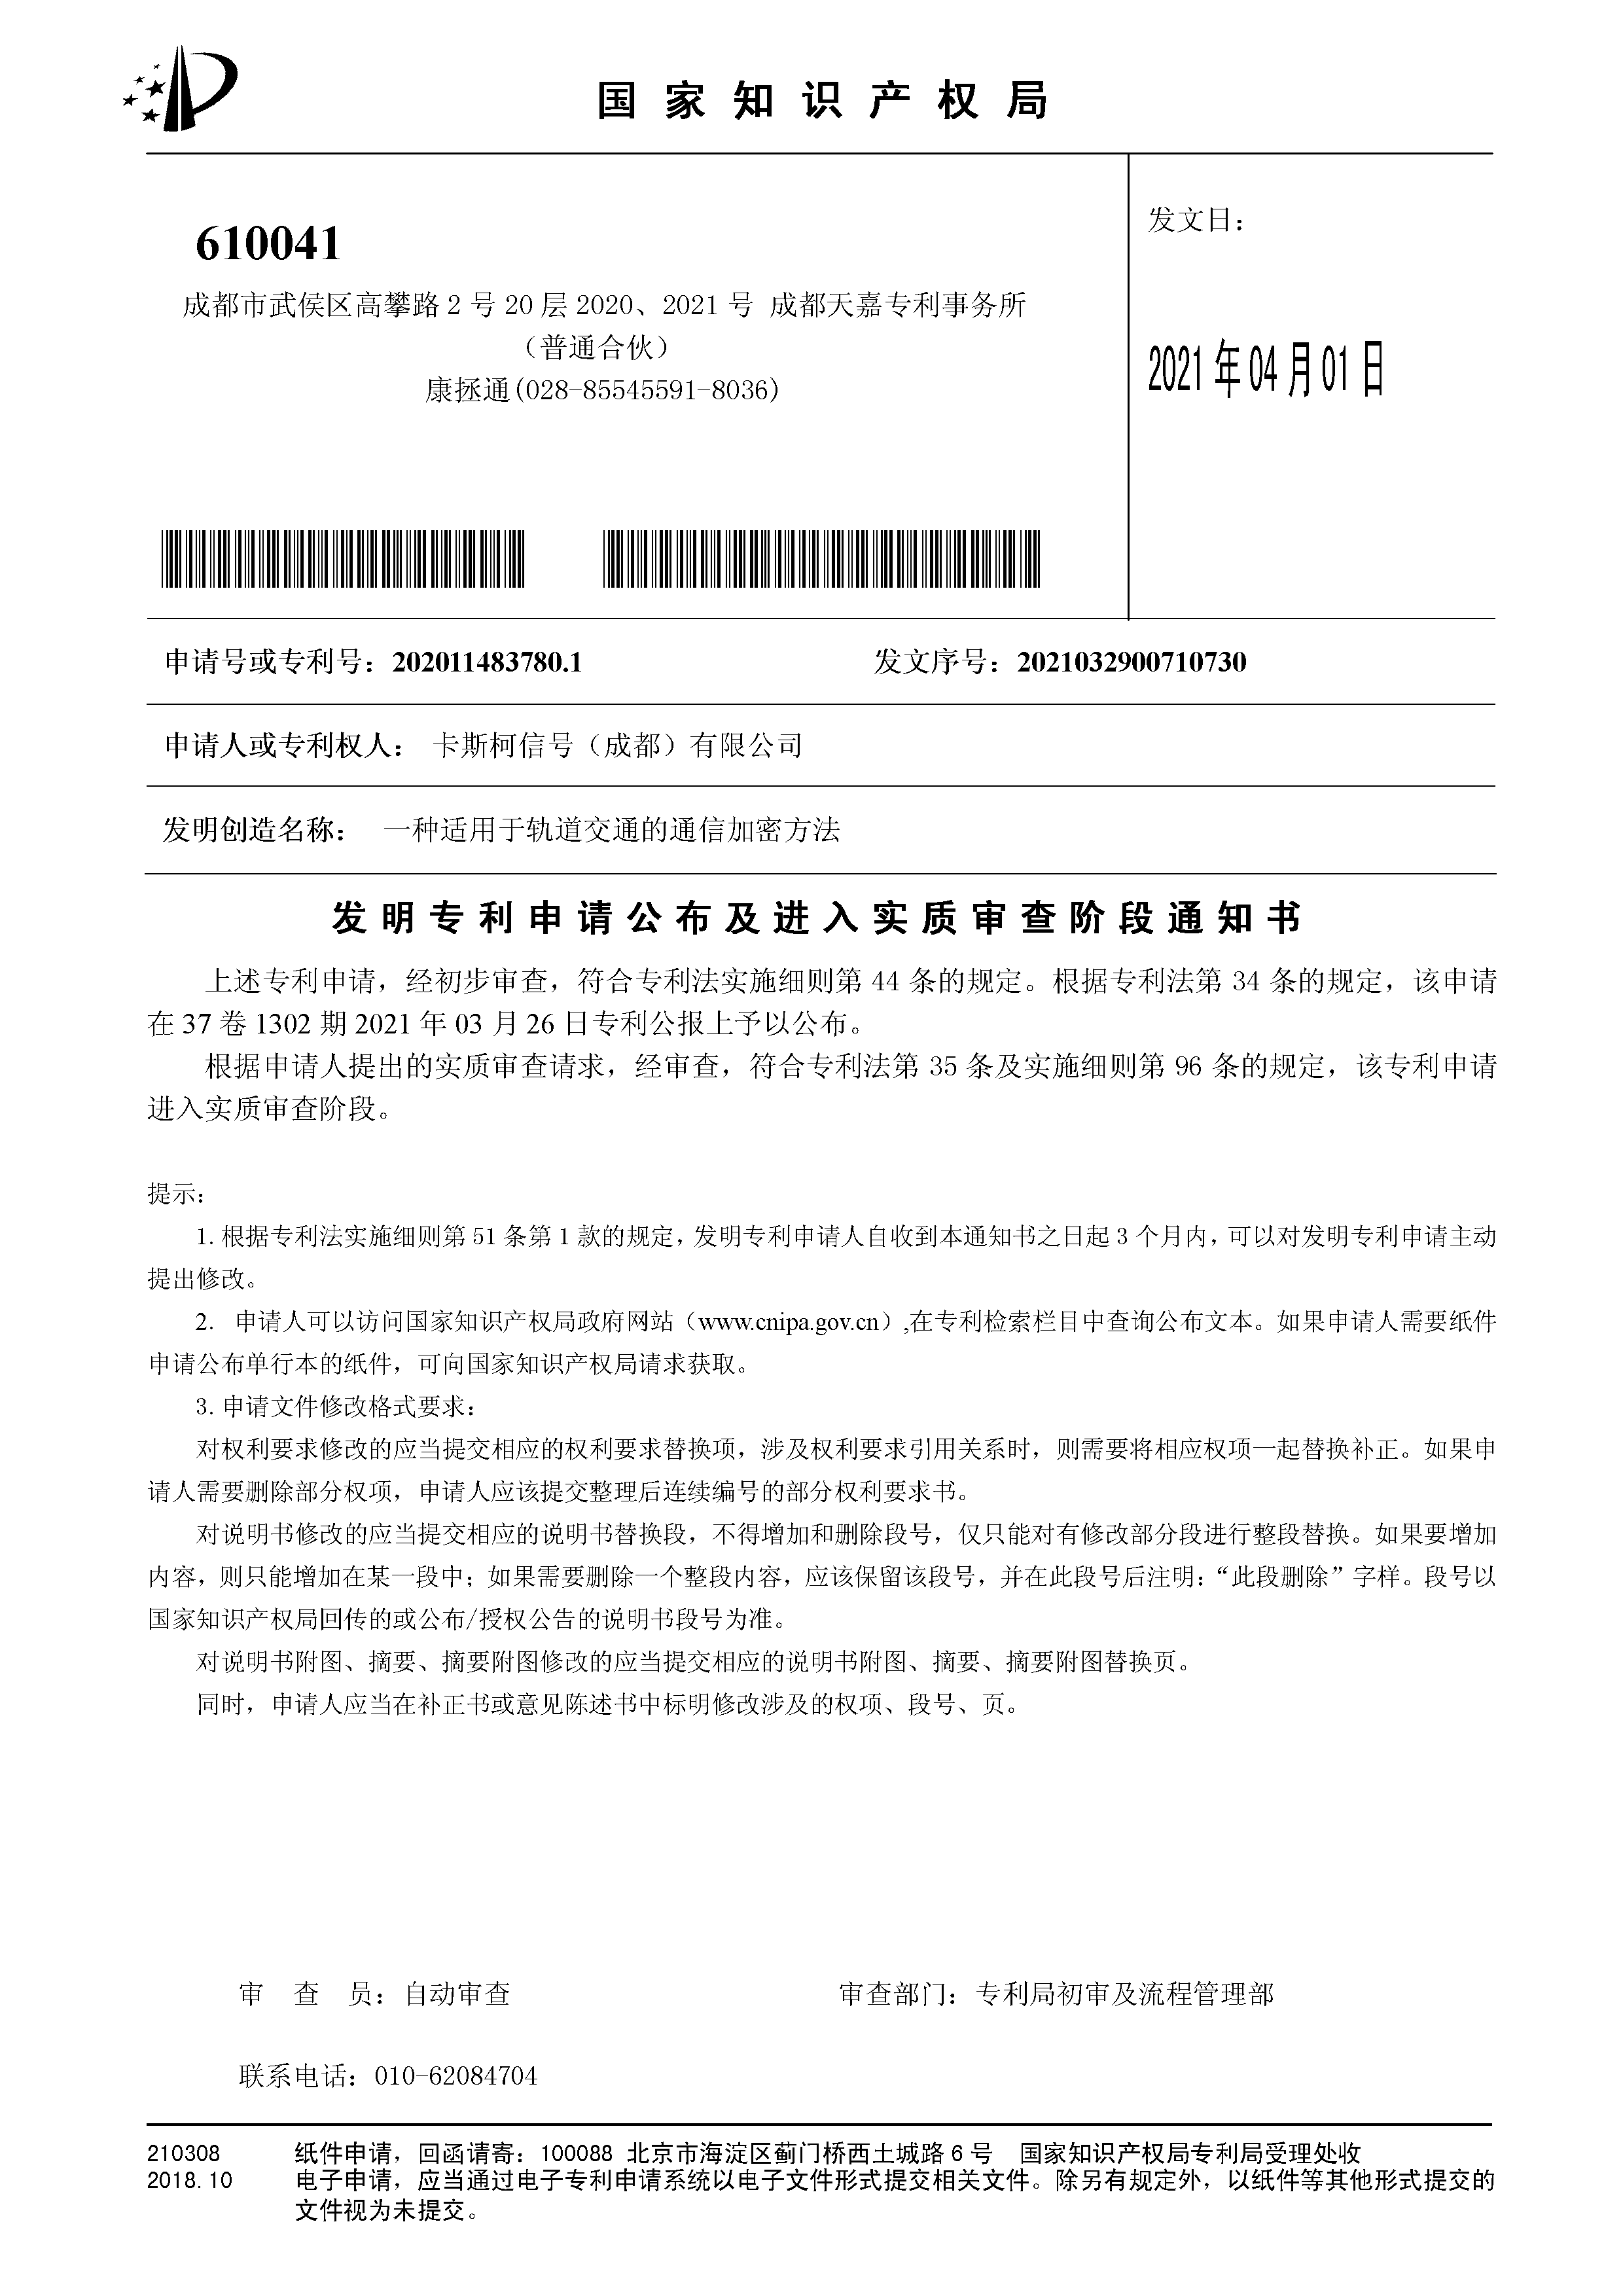 国家知识产权局
610041
发文日：
成都市武侯区高攀路 2 号 20 层 2020、2021 号 成都天嘉专利事务所
（普通合伙）
康拯通(028-85545591-8036)
2021 年 04 月 01 日
申请号或专利号：202011483780.1 发文序号：2021032900710730
申请人或专利权人： 卡斯柯信号（成都）有限公司
发明创造名称： 一种适用于轨道交通的通信加密方法
发明专利申请公布及进入实质审查阶段通知书
上述专利申请，经初步审查，符合专利法实施细则第 44 条的规定。根据专利法第 34 条的规定，该申请
在 37 卷 1302 期 2021 年 03 月 26 日专利公报上予以公布。
根据申请人提出的实质审查请求，经审查，符合专利法第 35 条及实施细则第 96 条的规定，该专利申请
进入实质审查阶段。
提示：
1. 根据专利法实施细则第 51 条第 1 款的规定，发明专利申请人自收到本通知书之日起 3 个月内，可以对发明专利申请主动
提出修改。
2. 申请人可以访问国家知识产权局政府网站（www.cnipa.gov.cn）,在专利检索栏目中查询公布文本。如果申请人需要纸件
申请公布单行本的纸件，可向国家知识产权局请求获取。
3. 申请文件修改格式要求：
对权利要求修改的应当提交相应的权利要求替换项，涉及权利要求引用关系时，则需要将相应权项一起替换补正。如果申
请人需要删除部分权项，申请人应该提交整理后连续编号的部分权利要求书。
对说明书修改的应当提交相应的说明书替换段，不得增加和删除段号，仅只能对有修改部分段进行整段替换。如果要增加
内容，则只能增加在某一段中；如果需要删除一个整段内容，应该保留该段号，并在此段号后注明：“此段删除”字样。段号以
国家知识产权局回传的或公布/授权公告的说明书段号为准。
对说明书附图、摘要、摘要附图修改的应当提交相应的说明书附图、摘要、摘要附图替换页。
同时，申请人应当在补正书或意见陈述书中标明修改涉及的权项、段号、页。
审 查 员：自动审查 审查部门：专利局初审及流程管理部
联系电话：010-62084704
210308 纸件申请，回函请寄：100088 北京市海淀区蓟门桥西土城路 6 号 国家知识产权局专利局受理处收
2018.10 电子申请，应当通过电子专利申请系统以电子文件形式提交相关文件。除另有规定外，以纸件等其他形式提交的
文件视为未提交。